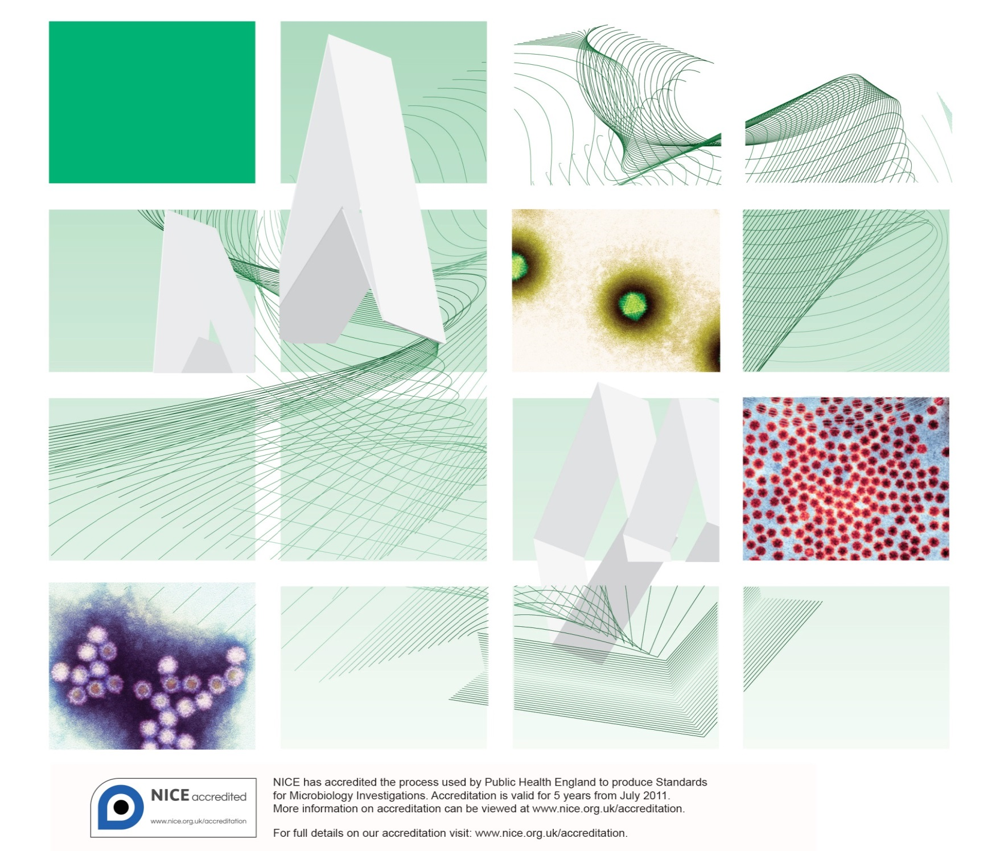 NICE accredited
www.nice.org.uk/accreditation
NICE has accredited the process used by Public Health England to produce Standards
for Microbiology Investigations. Accreditation is valid for 5 years from July 2011.
More information on accreditation can be viewed at www.nice.org.uk/accreditation.
For full details on our accreditation visit: www.nice.org.uk/accreditation.